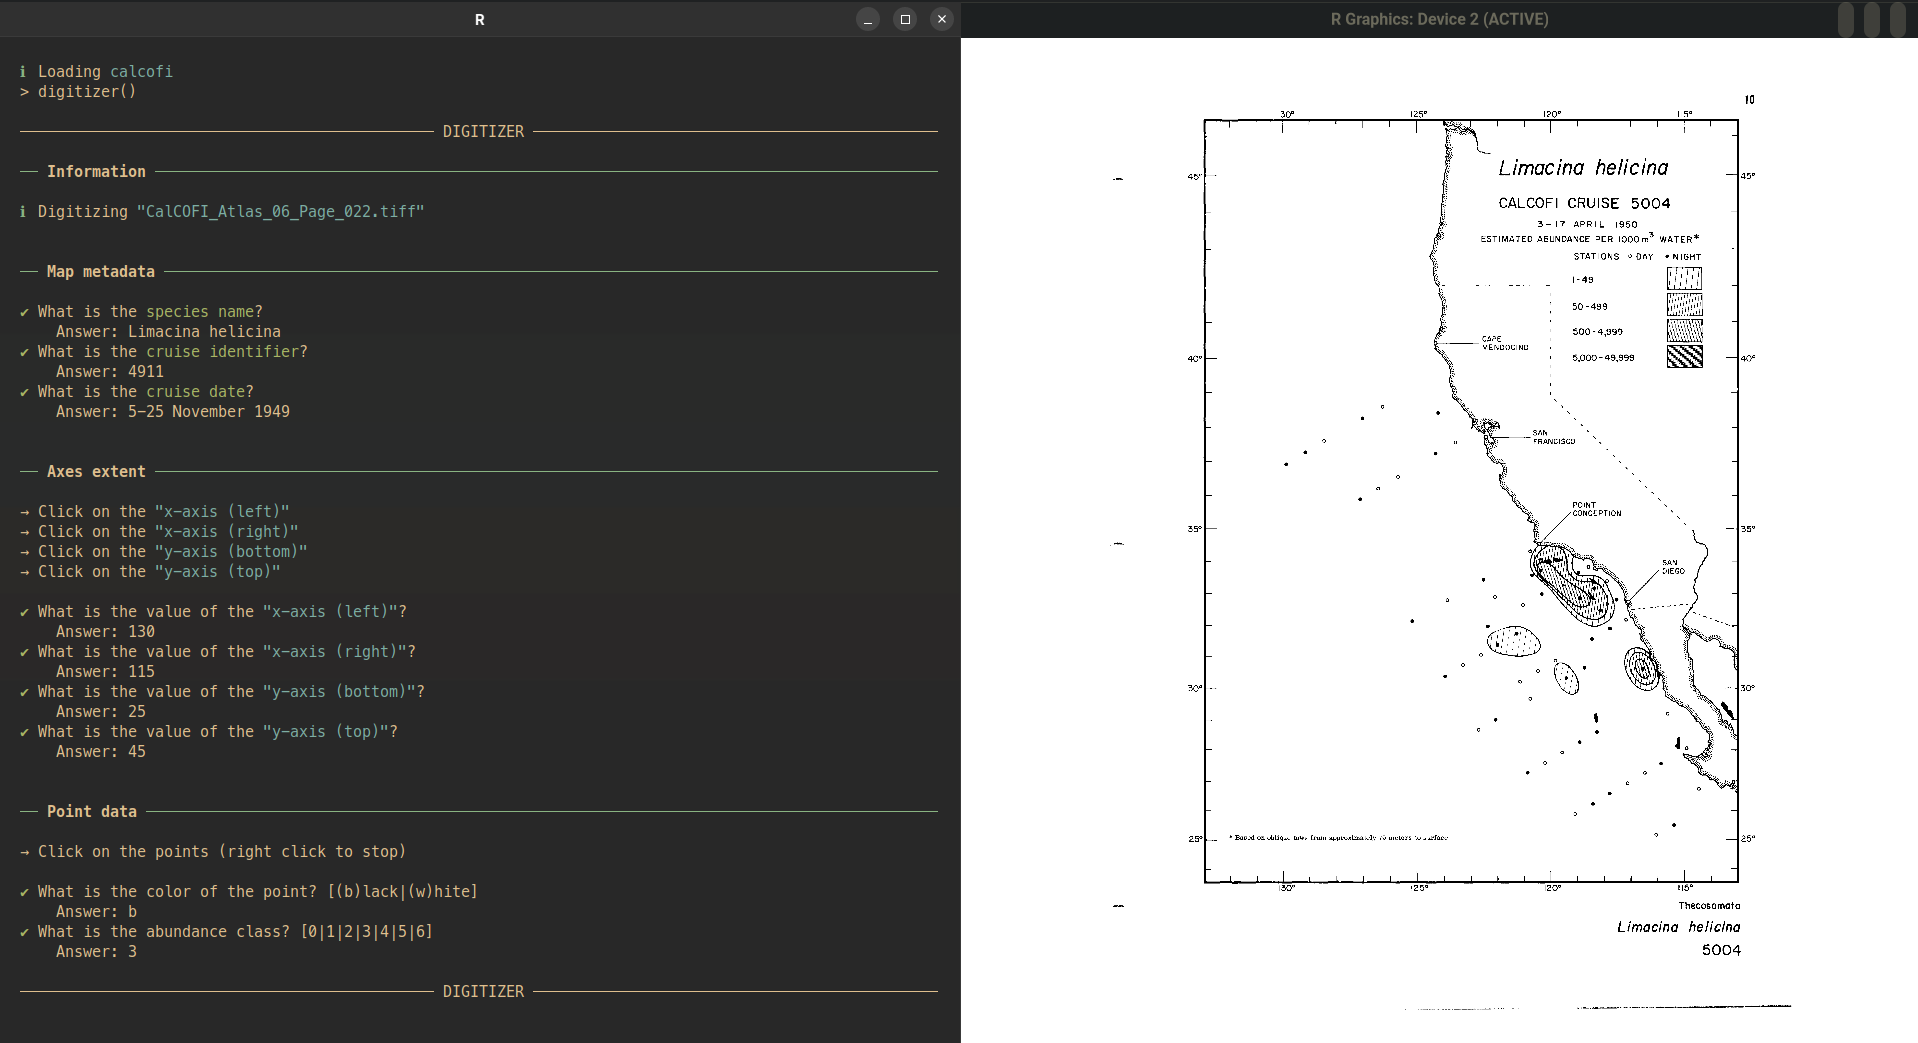 R
ℹ Loading calcofi
> digitizer()
DIGITIZER
Information
ℹ Digitizing "CalCOFI_Atlas_06_Page_022.tiff"
Map metadata
✔ What is the species name?
Answer: Limacina helicina
✔ What is the cruise identifier?
Answer: 4911
✔ What is the cruise date?
Answer: 5–25 November 1949
Axes extent
→ Click on the "x–axis (left)"
→ Click on the "x–axis (right)"
→ Click on the "y–axis (bottom)"
→ Click on the "y–axis (top)"
✔ What is the value of the "x–axis (left)"?
Answer: 130
✔ What is the value of the "x–axis (right)"?
Answer: 115
✔ What is the value of the "y–axis (bottom)"?
Answer: 25
✔ What is the value of the "y–axis (top)"?
Answer: 45
Point data
→ Click on the points (right click to stop)
✔ What is the color of the point? [(b)lack|(w)hite]
Answer: b
✔ What is the abundance class? [0|1|2|3|4|5|6]
Answer: 3
DIGITIZER
R Graphics: Device 2 (ACTIVE)
10
30° 125° 120° 15°
Limacina helicina
45° 45°
CALCOFI CRUISE 5004
3–17 APRIL 1950
ESTIMATED ABUNDANCE PER 1000m³ WATER*
STATIONS ○ DAY • NIGHT
1–49
50–499
500–4,999
5,000–49,999
CAPE
MENDOCINO
40° 40°
SAN
FRANCISCO
POINT
CONCEPTION
35° 35°
SAN
DIEGO
30° 30°
* Based on oblique tows from approximately 70 meters to surface
25° 25°
130° 125° 120° 115°
Thecosomata
Limacina helicina
5004